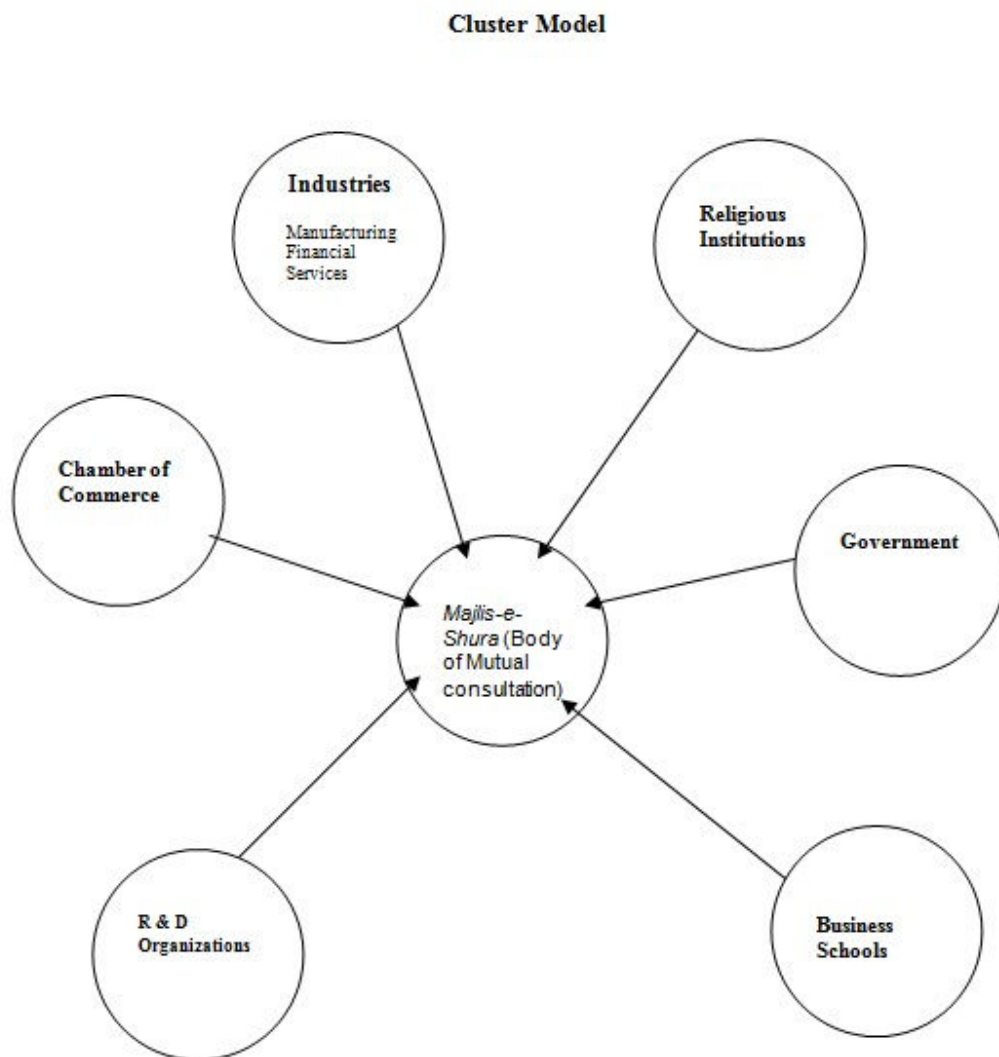 Cluster Model
Industries
Manufacturing
Financial
Services
Religious
Institutions
Chamber of
Commerce
Government
Majlis-e-
Shura (Body
of Mutual
consultation)
R & D
Organizations
Business
Schools